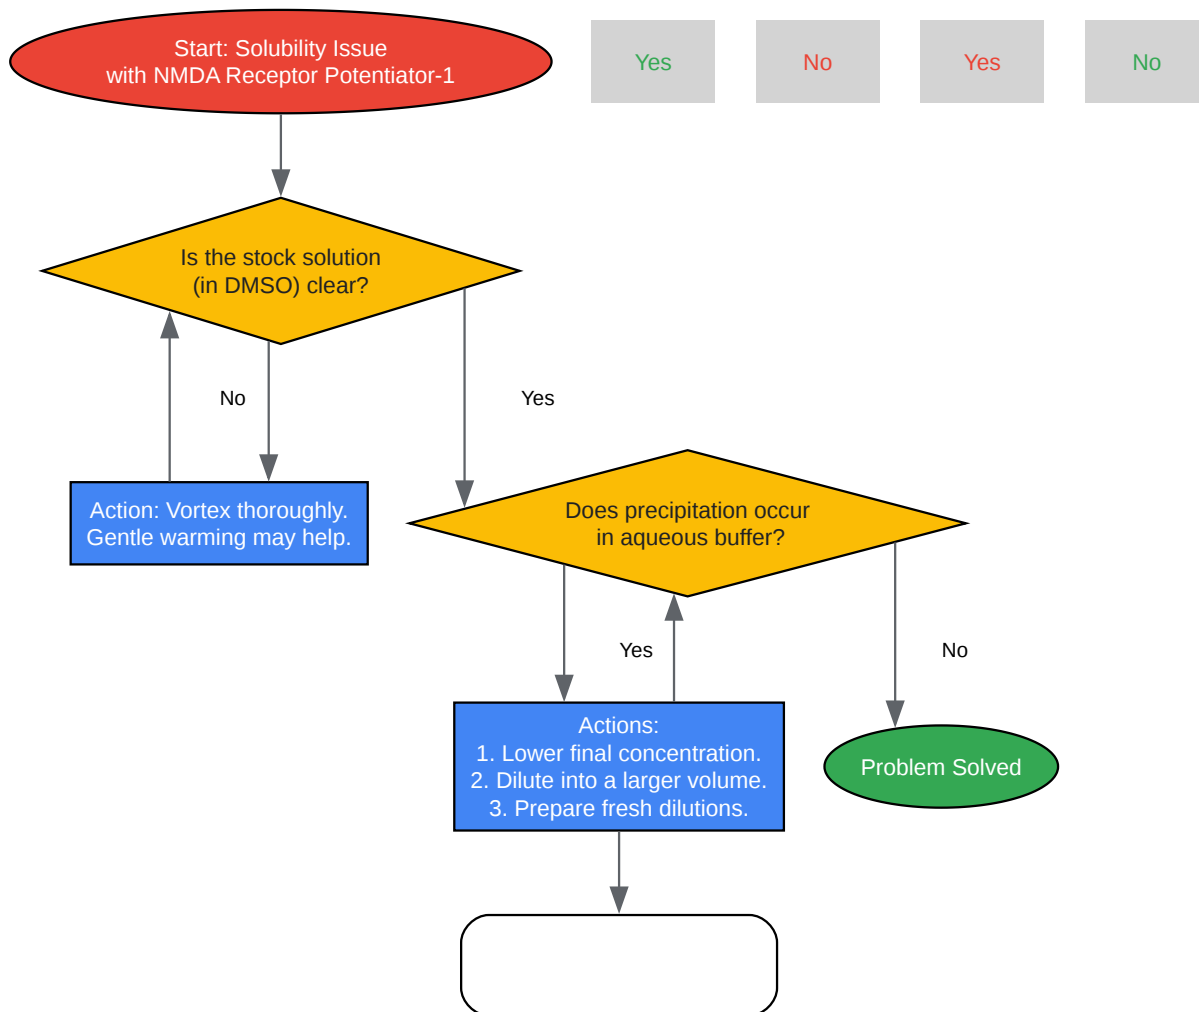 Start: Solubility Issue
with NMDA Receptor Potentiator-1
Yes
No
Yes
No
Is the stock solution
(in DMSO) clear?
No
Yes
Action: Vortex thoroughly.
Gentle warming may help.
Does precipitation occur
in aqueous buffer?
Yes
No
Actions:
1. Lower final concentration.
2. Dilute into a larger volume.
3. Prepare fresh dilutions.
Problem Solved